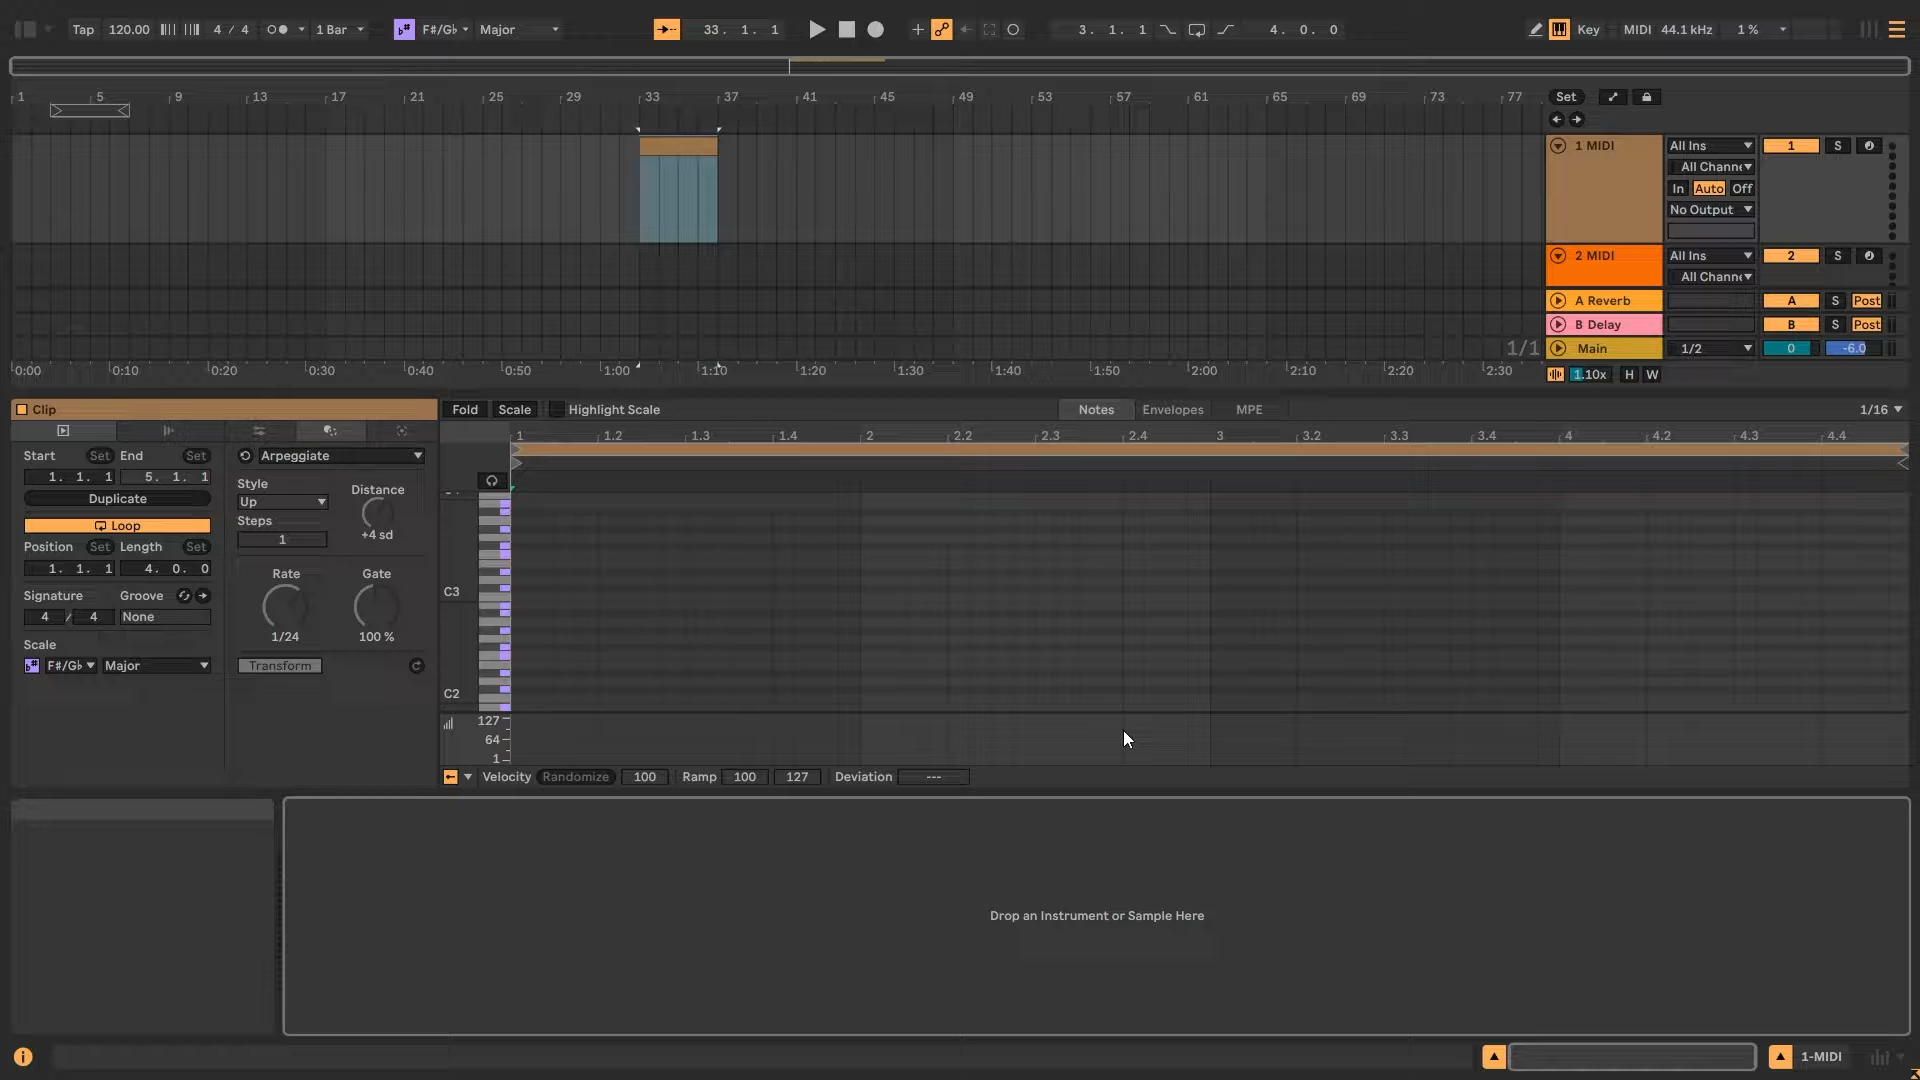 Tap 120.00 4 / 4 1 Bar F#/Gb Major 33. 1. 1 3. 1. 1 4. 0. 0 Key MIDI 44.1 kHz 1 %
1 5 9 13 17 21 25 29 33 37 41 45 49 53 57 61 65 69 73 77 Set
1 MIDI All Ins 1 S
All Channe
In Auto Off
No Output
2 MIDI All Ins 2 S
All Channe
A Reverb A S Post
B Delay B S Post
1/1 Main 1/2 0 -6.0
0:00 0:10 0:20 0:30 0:40 0:50 1:00 1:10 1:20 1:30 1:40 1:50 2:00 2:10 2:20 2:30 1.10x H W
Clip Fold Scale Highlight Scale Notes Envelopes MPE 1/16
1 1.2 1.3 1.4 2 2.2 2.3 2.4 3 3.2 3.3 3.4 4 4.2 4.3 4.4
Start Set End Set
1. 1. 1 5. 1. 1
Duplicate
Loop
Position Set Length Set
1. 1. 1 4. 0. 0
Signature Groove
4 / 4 None
Scale
F#/Gb Major
Arpeggiate
Style
Up
Distance
+4 sd
Steps
1
Rate Gate
1/24 100 %
Transform
C3
C2
127
64
1
Velocity Randomize 100 Ramp 100 127 Deviation ---
Drop an Instrument or Sample Here
1-MIDI